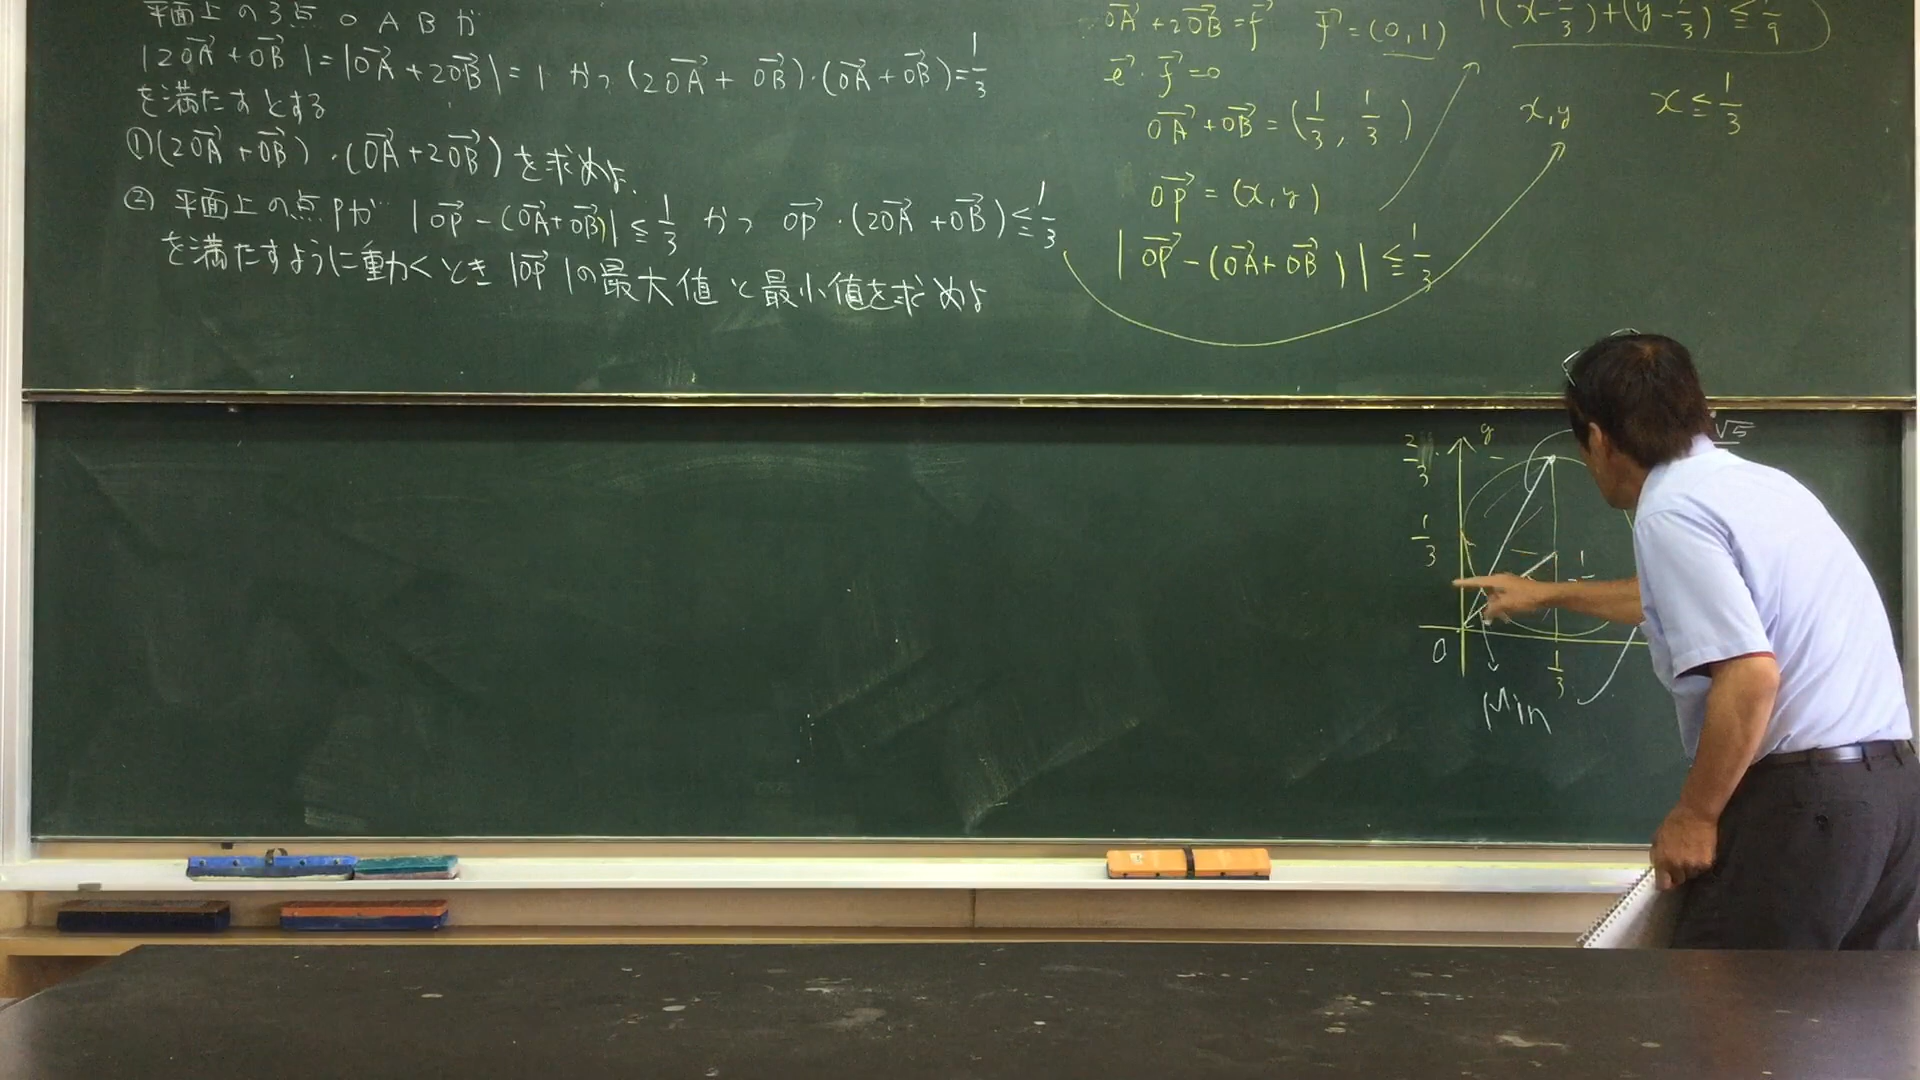 平面上の3点 O A B が
|2OA→+OB→|=|OA→+2OB→|=1 かつ (2OA→+OB→)・(OA→+OB→)=1/3
を満たすとする
①(2OA→+OB→)・(OA→+2OB→)を求めよ.
② 平面上の点Pが |OP→-(OA→+OB→)|≦1/3 かつ OP→・(2OA→+OB→)≦1/3
を満たすように動くとき |OP→|の最大値と最小値を求めよ
OA→+2OB→=f→ f→=(0,1)
e→・f→=0
OA→+OB→=(1/3, 1/3)
OP→=(x,y)
|OP→-(OA→+OB→)|≦1/3
(x-1/3)+(y-1/3)≦1/9
x,y x≦1/3
y √5
2/3
1/3
O 1/3
Min